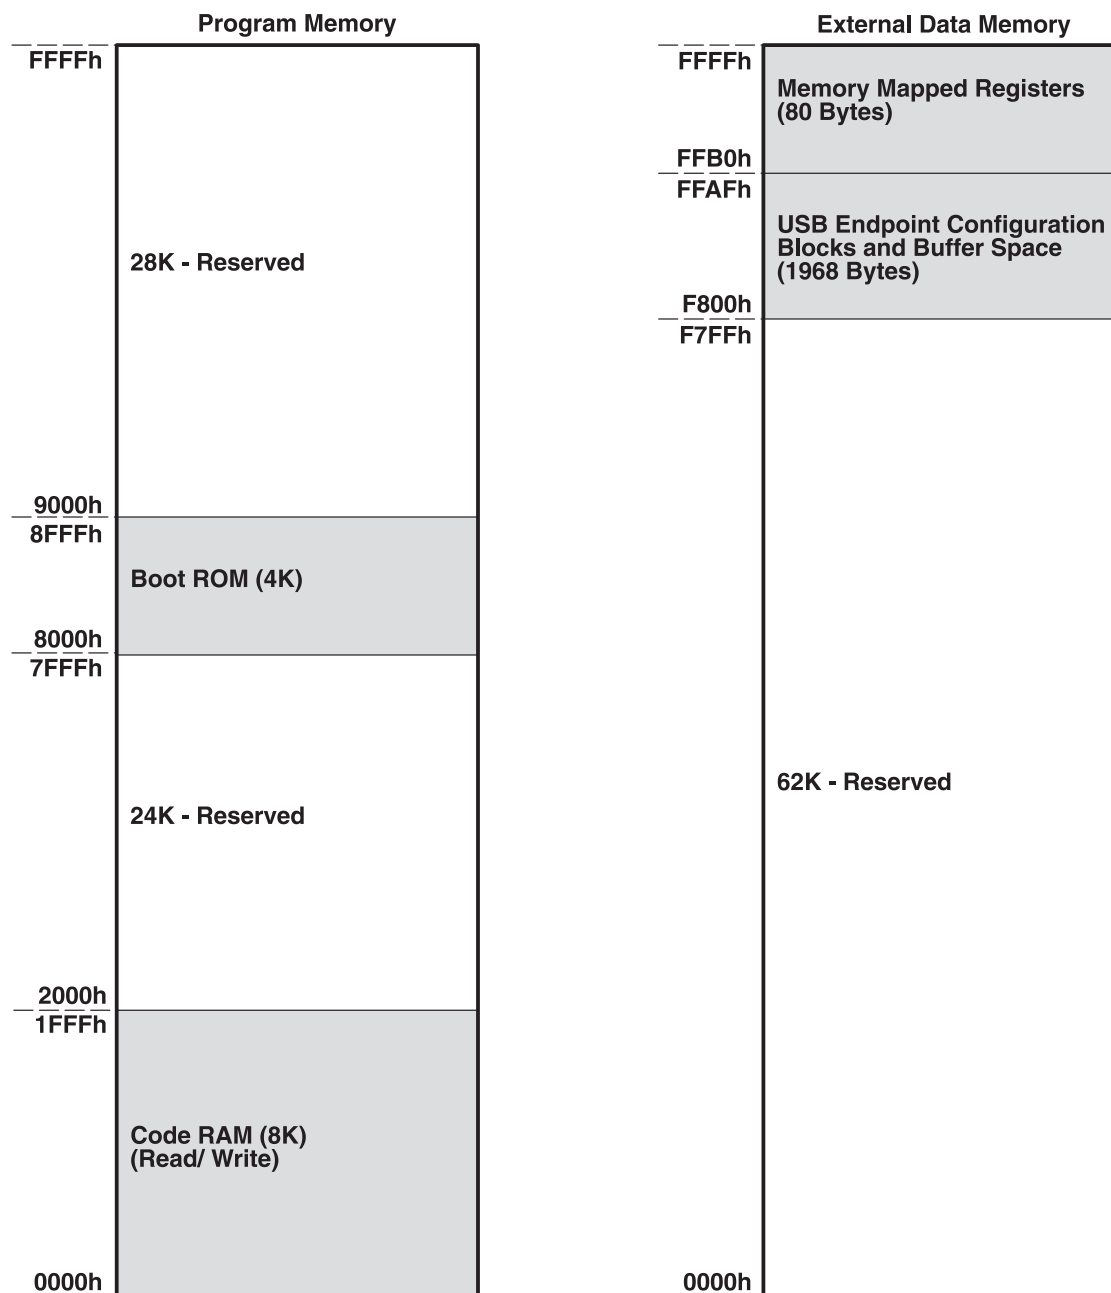 Program Memory
FFFFh
28K - Reserved
9000h
8FFFh
Boot ROM (4K)
8000h
7FFFh
24K - Reserved
2000h
1FFFh
Code RAM (8K)
(Read/ Write)
0000h
External Data Memory
FFFFh
Memory Mapped Registers
(80 Bytes)
FFB0h
FFAFh
USB Endpoint Configuration
Blocks and Buffer Space
(1968 Bytes)
F800h
F7FFh
62K - Reserved
0000h